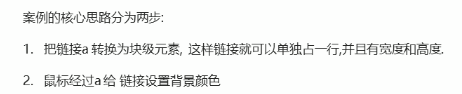 案例的核心思路分为两步:
1. 把链接a 转换为块级元素, 这样链接就可以单独占一行,并且有宽度和高度.
2. 鼠标经过a 给 链接设置背景颜色